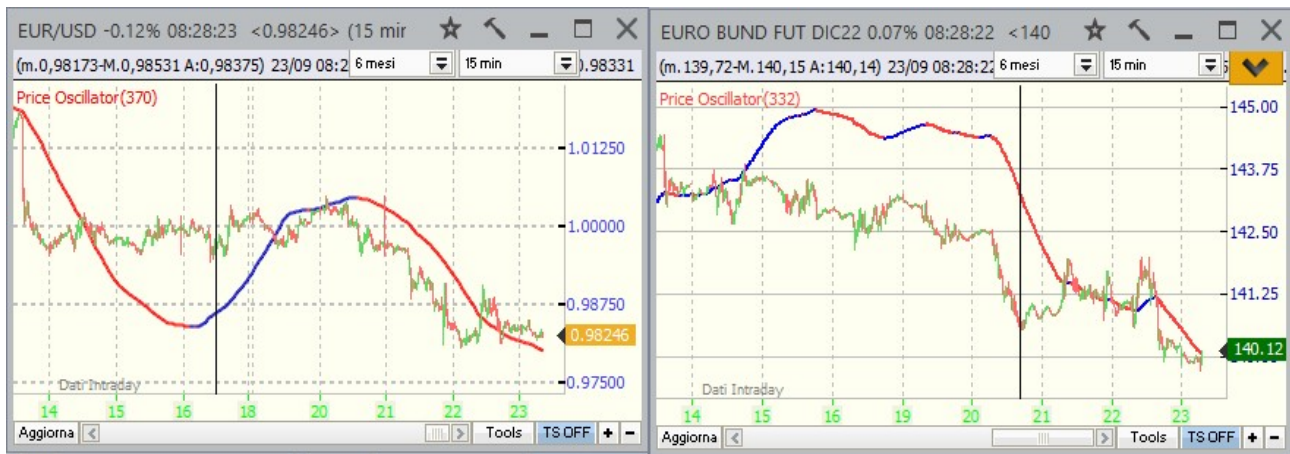 EUR/USD -0.12% 08:28:23 <0.98246> (15 mir
(m.0,98173-M.0,98531 A:0,98375) 23/09 08:2
6 mesi
15 min
0.98331
Price Oscillator(370)
1.01250
1.00000
0.98750
0.98246
0.97500
Dati Intraday
14 15 16 18 20 21 22 23
Aggiorna Tools TS OFF + -
EURO BUND FUT DIC22 0.07% 08:28:22 <140
(m.139,72-M.140,15 A:140,14) 23/09 08:28:22
6 mesi
15 min
Price Oscillator(332)
145.00
143.75
142.50
141.25
140.12
Dati Intraday
14 15 16 19 20 21 22 23
Aggiorna Tools TS OFF + -